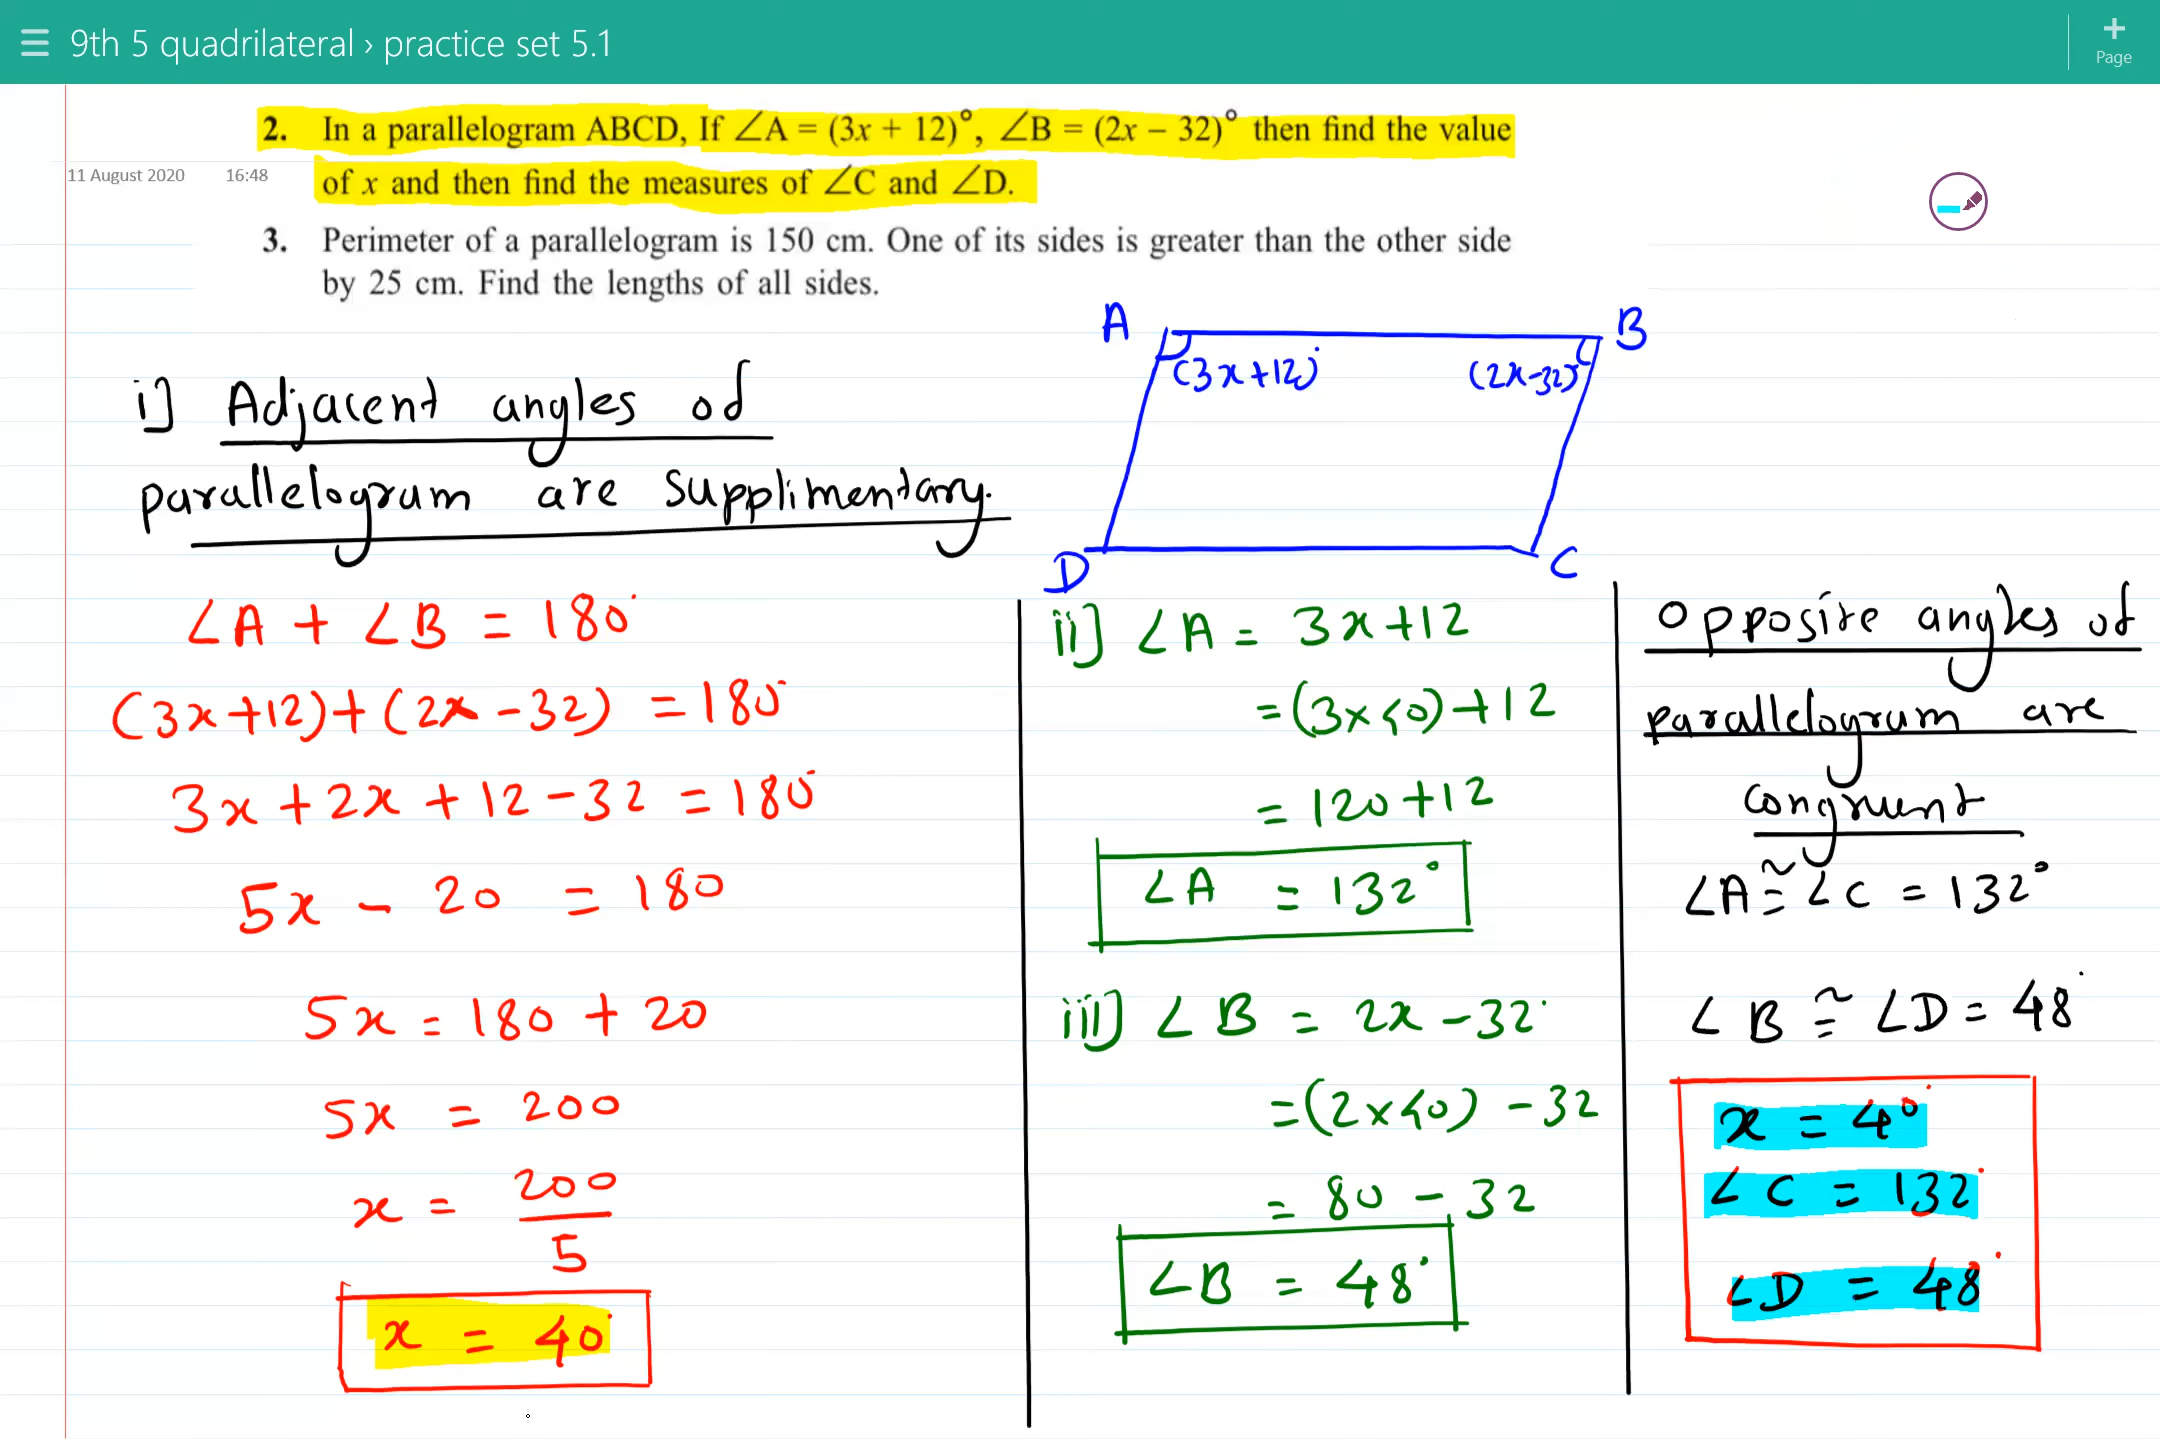 9th 5 quadrilateral › practice set 5.1
+
Page
2. In a parallelogram ABCD, If ∠A = (3x + 12)°, ∠B = (2x − 32)° then find the value
of x and then find the measures of ∠C and ∠D.
11 August 2020 16:48
3. Perimeter of a parallelogram is 150 cm. One of its sides is greater than the other side
by 25 cm. Find the lengths of all sides.
A B
(3x+12)° (2x-32)°
D C
i] Adjacent angles of
parallelogram are supplimentary.
∠A + ∠B = 180°
(3x+12)+(2x-32) = 180°
3x+2x+12-32 = 180°
5x - 20 = 180
5x = 180 + 20
5x = 200
x = 200/5
x = 40°
ii] ∠A = 3x+12
=(3×40)+12
= 120+12
∠A = 132°
iii] ∠B = 2x-32°
=(2×40) -32
= 80 - 32
∠B = 48°
Opposite angles of
parallelogram are
congruent
∠A ≅ ∠C = 132°
∠B ≅ ∠D = 48°
x = 40°
∠C = 132°
∠D = 48°